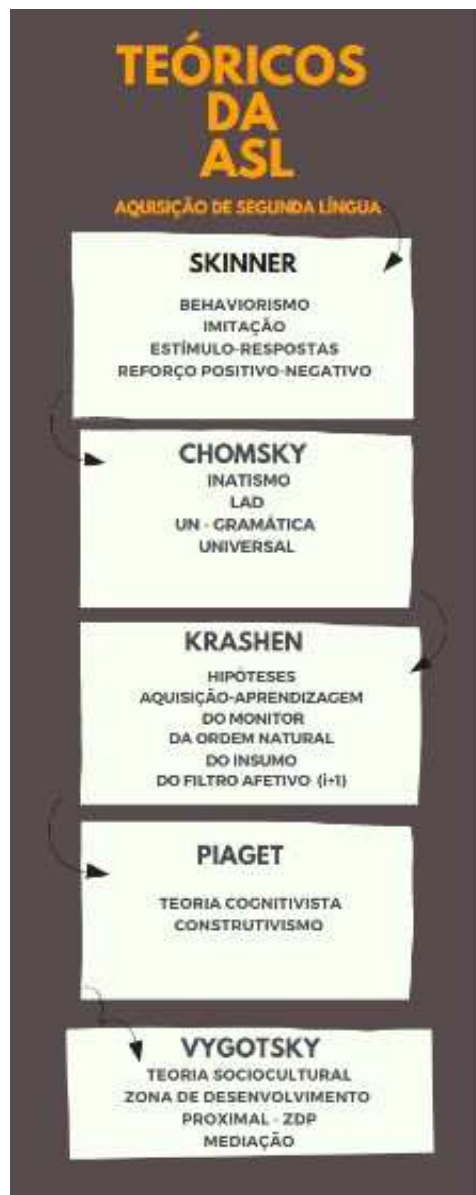 TEÓRICOS
DA
ASL
AQUISIÇÃO DE SEGUNDA LÍNGUA
SKINNER
BEHAVIORISMO
IMITAÇÃO
ESTÍMULO-RESPOSTAS
REFORÇO POSITIVO-NEGATIVO
CHOMSKY
INATISMO
LAD
UN - GRAMÁTICA
UNIVERSAL
KRASHEN
HIPÓTESES
AQUISIÇÃO-APRENDIZAGEM
DO MONITOR
DA ORDEM NATURAL
DO INSUMO
DO FILTRO AFETIVO (i+1)
PIAGET
TEORIA COGNITIVISTA
CONSTRUTIVISMO
VYGOTSKY
TEORIA SOCIOCULTURAL
ZONA DE DESENVOLVIMENTO
PROXIMAL - ZDP
MEDIAÇÃO